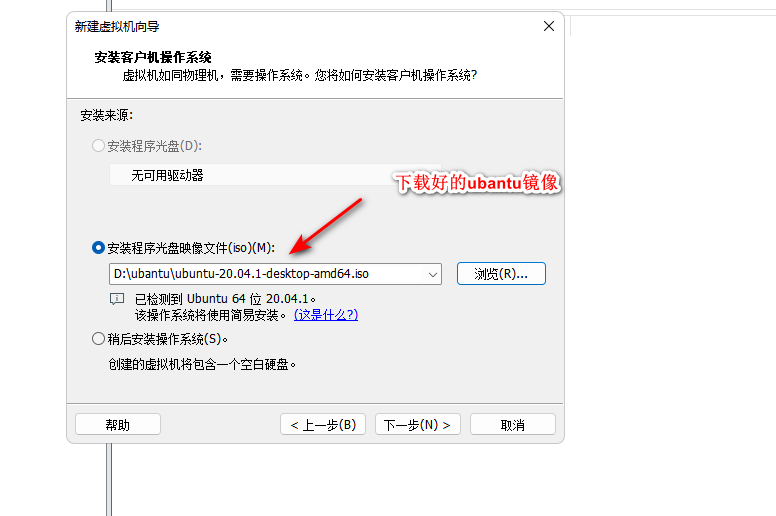 新建虚拟机向导
安装客户机操作系统
虚拟机如同物理机，需要操作系统。您将如何安装客户机操作系统?
安装来源:
安装程序光盘(D):
无可用驱动器
下载好的ubantu镜像
安装程序光盘映像文件(iso)(M):
D:\ubantu\ubuntu-20.04.1-desktop-amd64.iso
浏览(R)...
已检测到 Ubuntu 64 位 20.04.1。
该操作系统将使用简易安装。 (这是什么?)
稍后安装操作系统(S)。
创建的虚拟机将包含一个空白硬盘。
帮助
< 上一步(B)
下一步(N) >
取消